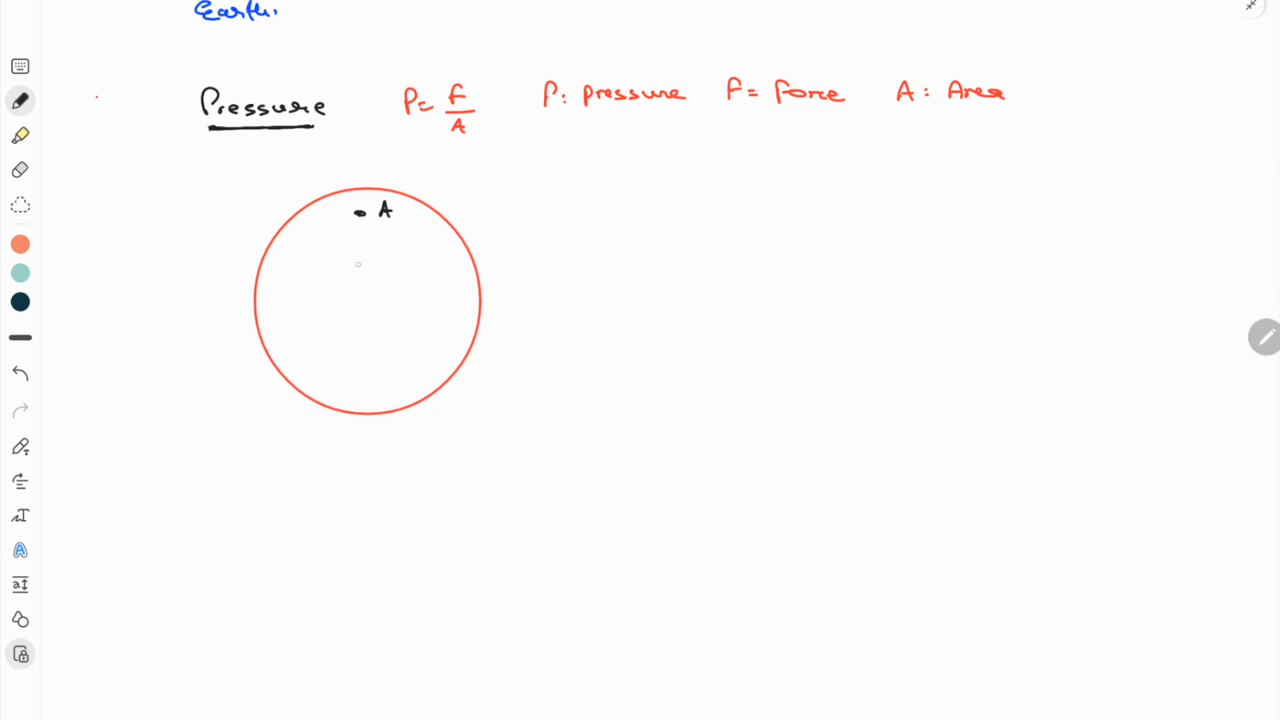 Earth.
Pressure P = F/A P: pressure F = force A: Area
A